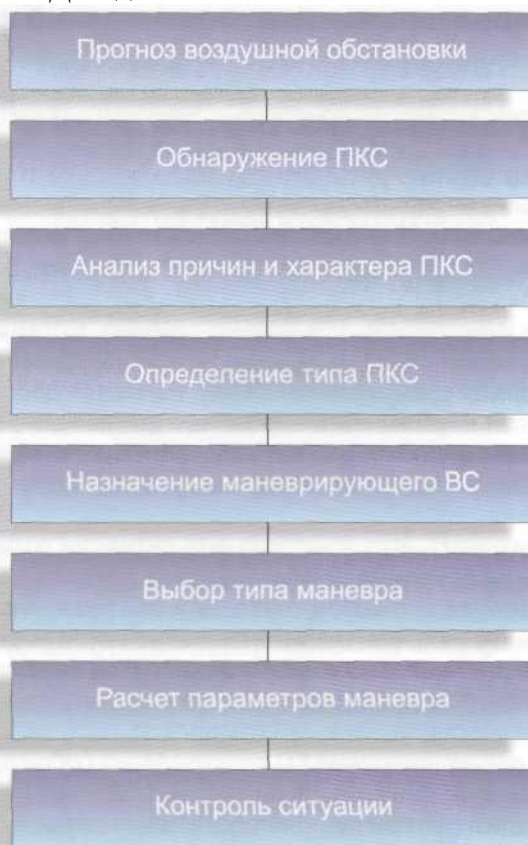 Прогноз воздушной обстановки
Обнаружение ПКС
Анализ причин и характера ПКС
Определение типа ПКС
Назначение маневрирующего ВС
Выбор типа маневра
Расчет параметров маневра
Контроль ситуации